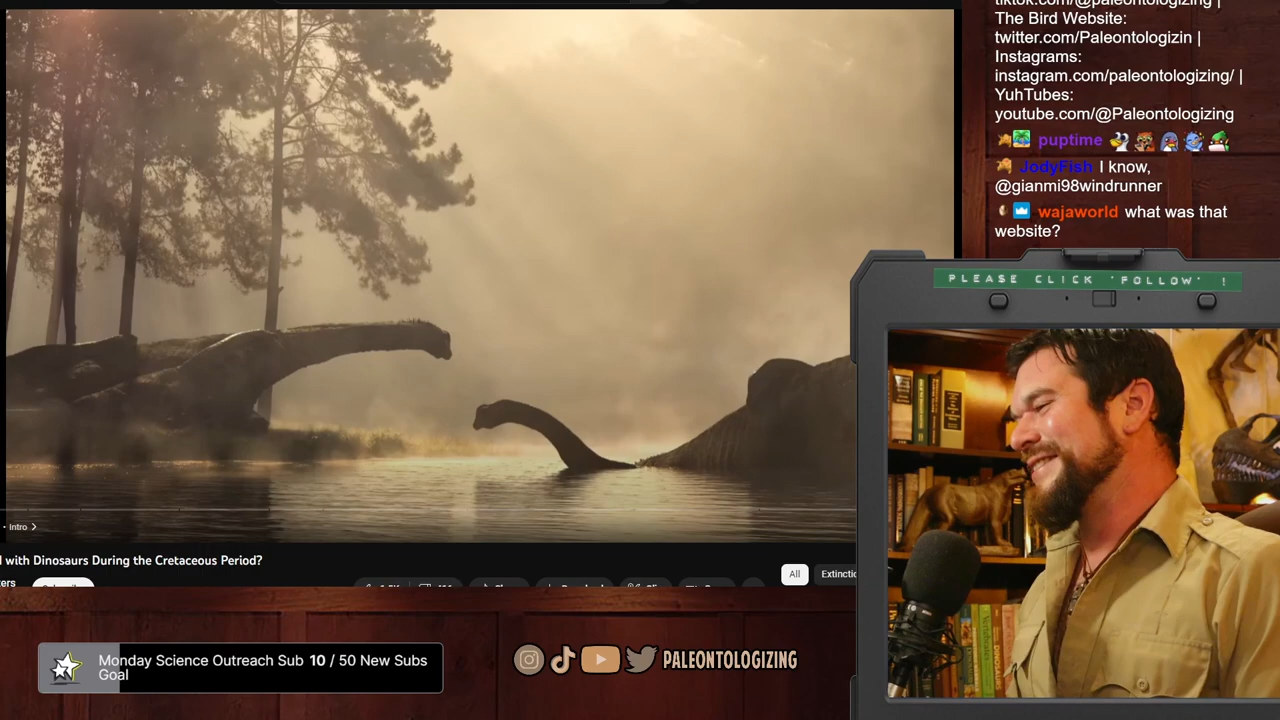 tiktok.com/@paleontologizing |
The Bird Website:
twitter.com/Paleontologizin |
Instagrams:
instagram.com/paleontologizing/ |
YuhTubes:
youtube.com/@Paleontologizing
puptime
JodyFish I know,
@gianmi98windrunner
wajaworld what was that
website?
PLEASE CLICK 'FOLLOW' !
• Intro >
with Dinosaurs During the Cretaceous Period?
All
Monday Science Outreach Sub 10 / 50 New Subs
Goal
PALEONTOLOGIZING